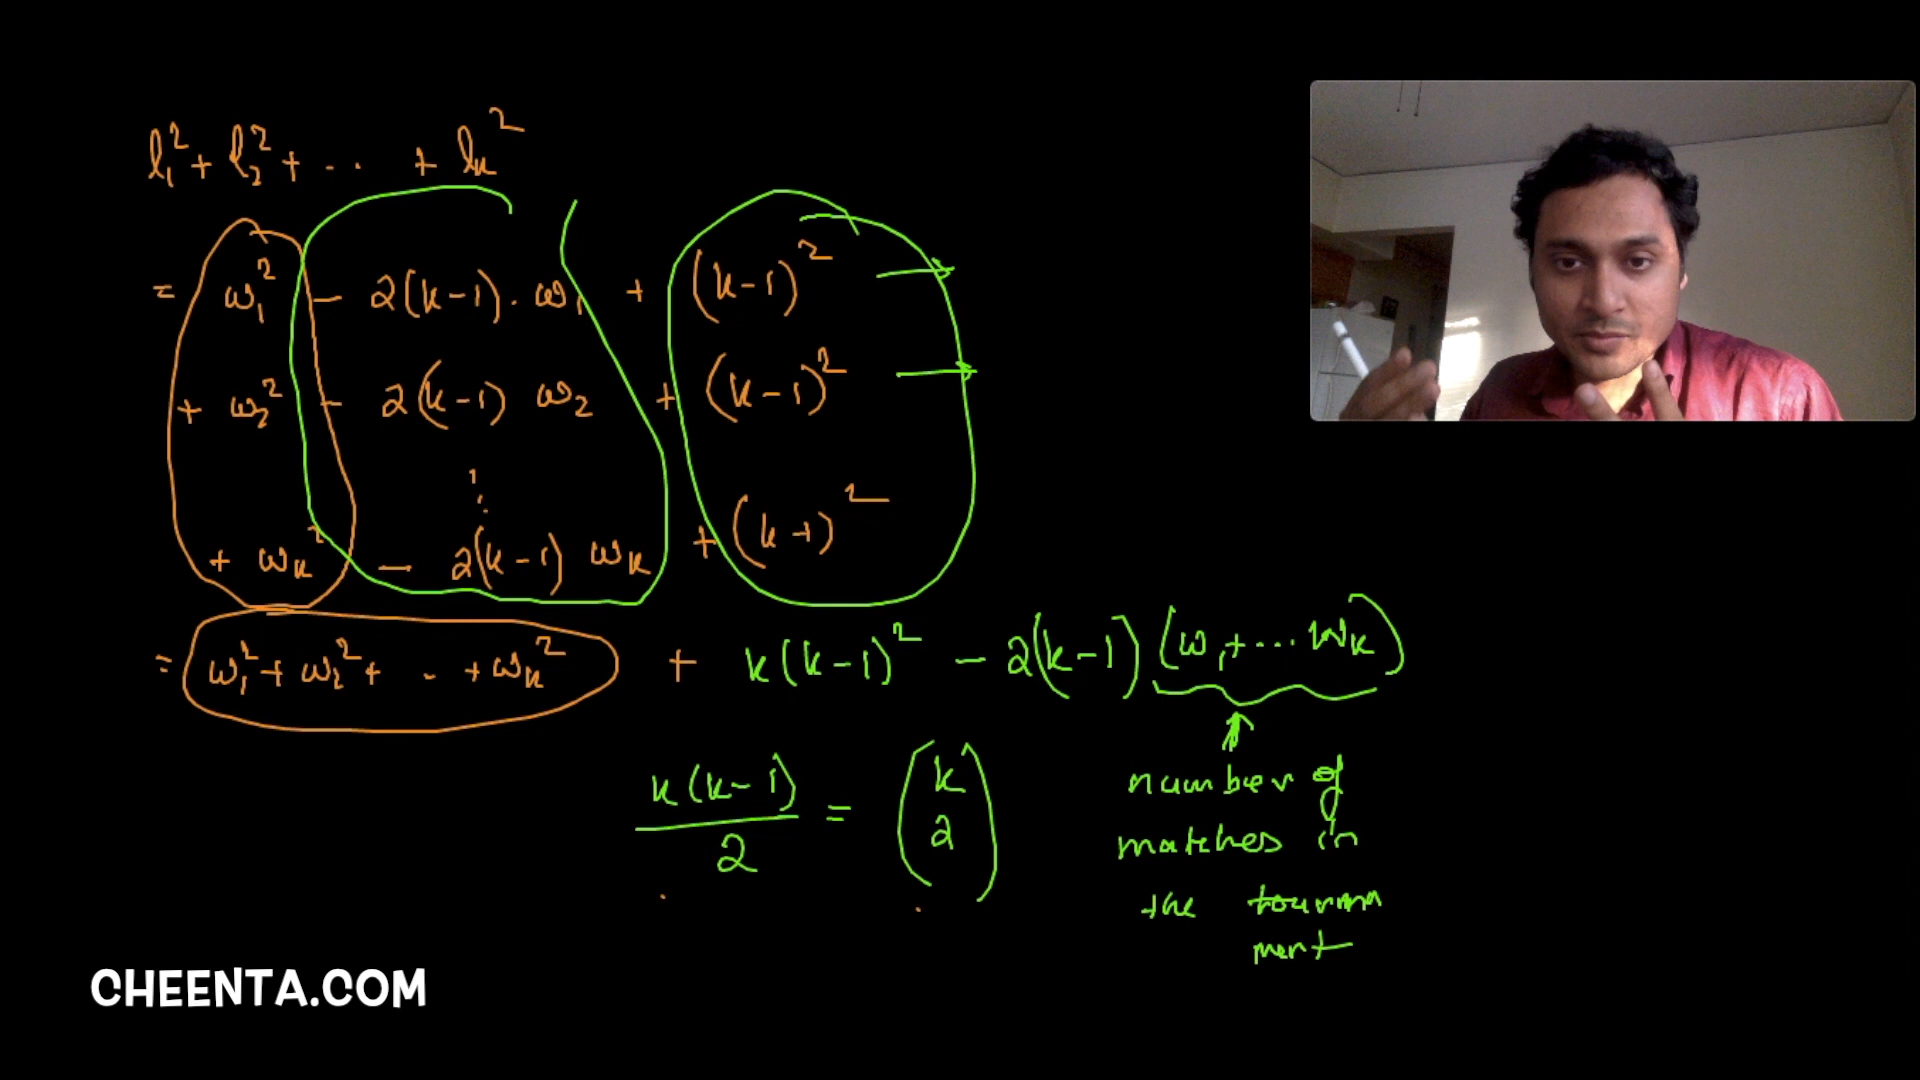 l₁² + l₂² + .. + lₖ²
= ω₁² − 2(k−1). ω₁ + (k−1)²
+ ω₂² − 2(k−1) ω₂ + (k−1)²
⋮
+ ωₖ² − 2(k−1) ωₖ + (k−1)²
= ω₁² + ω₂² + .. + ωₖ² + k(k−1)² − 2(k−1) (ω₁ + ... ωₖ)
k(k−1)/2 = (k 2)
number of
matches in
the tournna
ment
CHEENTA.COM